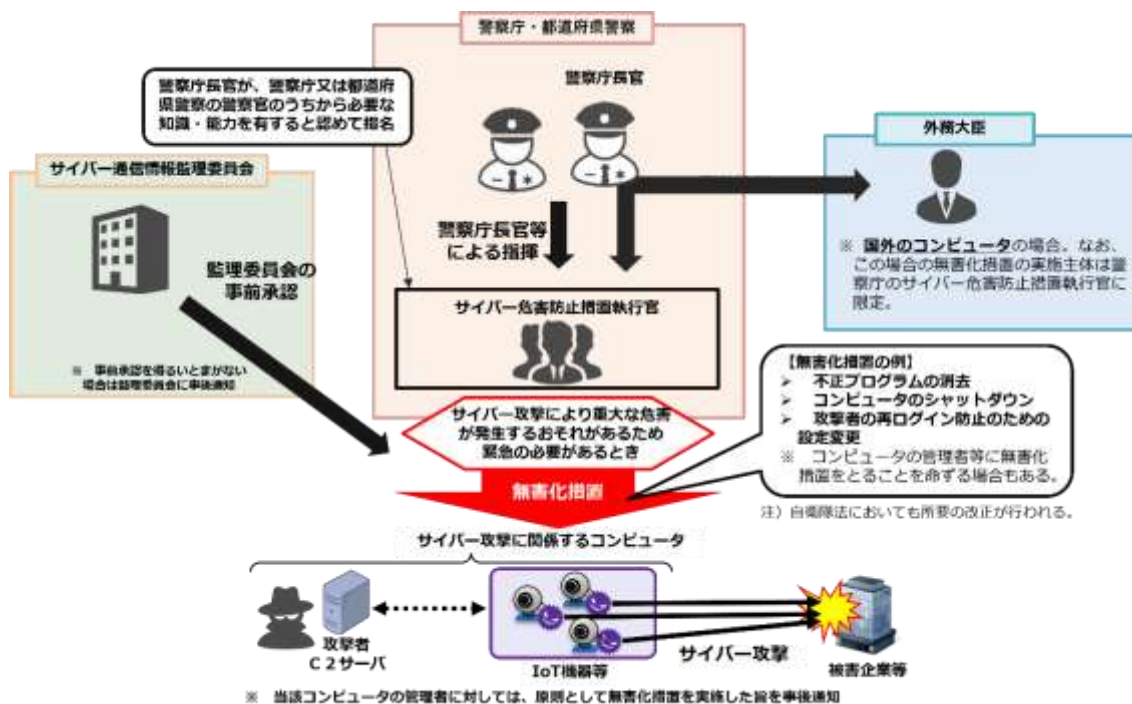 警察庁・都道府県警察
警察庁長官が、警察庁又は都道府
県警察の警察官のうちから必要な
知識・能力を有すると認めて指名
警察庁長官
外務大臣
サイバー通信情報監理委員会
警察庁長官等
による指揮
※ 国外のコンピュータの場合。なお、
この場合の無害化措置の実施主体は警
察庁のサイバー危害防止措置執行官に
限定。
監理委員会の
事前承認
サイバー危害防止措置執行官
※ 事前承認を得るいとまがない
場合は監理委員会に事後通知
【無害化措置の例】
➢ 不正プログラムの消去
➢ コンピュータのシャットダウン
➢ 攻撃者の再ログイン防止のための
設定変更
※ コンピュータの管理者等に無害化
措置をとることを命ずる場合もある。
サイバー攻撃により重大な危害
が発生するおそれがあるため
緊急の必要があるとき
無害化措置
注）自衛隊法においても所要の改正が行われる。
サイバー攻撃に関係するコンピュータ
攻撃者
C2サーバ
IoT機器等
サイバー攻撃
被害企業等
※ 当該コンピュータの管理者に対しては、原則として無害化措置を実施した旨を事後通知